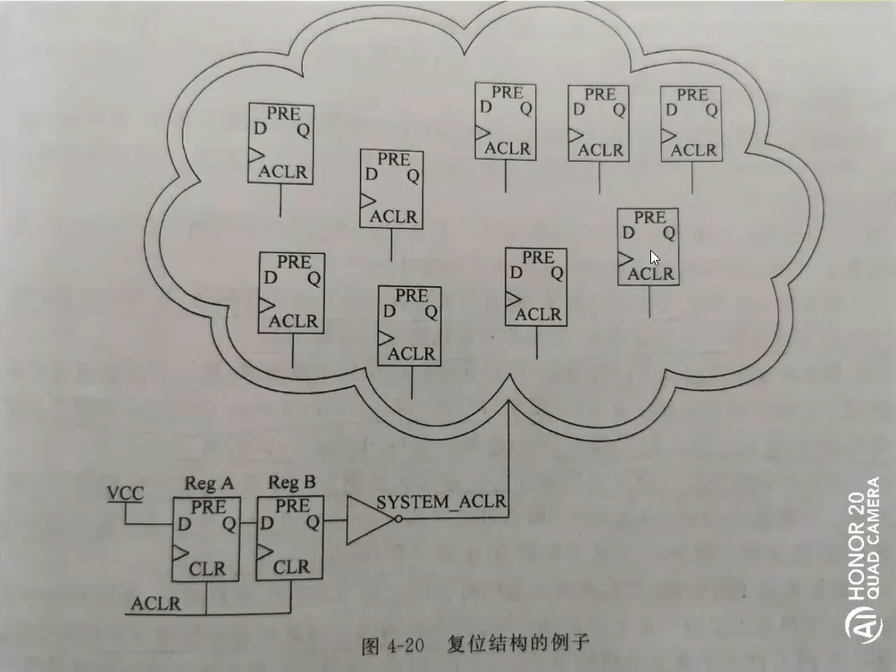 PRE
D Q
ACLR
PRE
D Q
ACLR
PRE
D Q
ACLR
PRE
D Q
ACLR
PRE
D Q
ACLR
PRE
D Q
ACLR
PRE
D Q
ACLR
PRE
D Q
ACLR
PRE
D Q
ACLR
Reg A
Reg B
VCC
PRE
D Q
CLR
PRE
D Q
CLR
SYSTEM_ACLR
ACLR
图 4-20 复位结构的例子
HONOR 20
QUAD CAMERA
AI